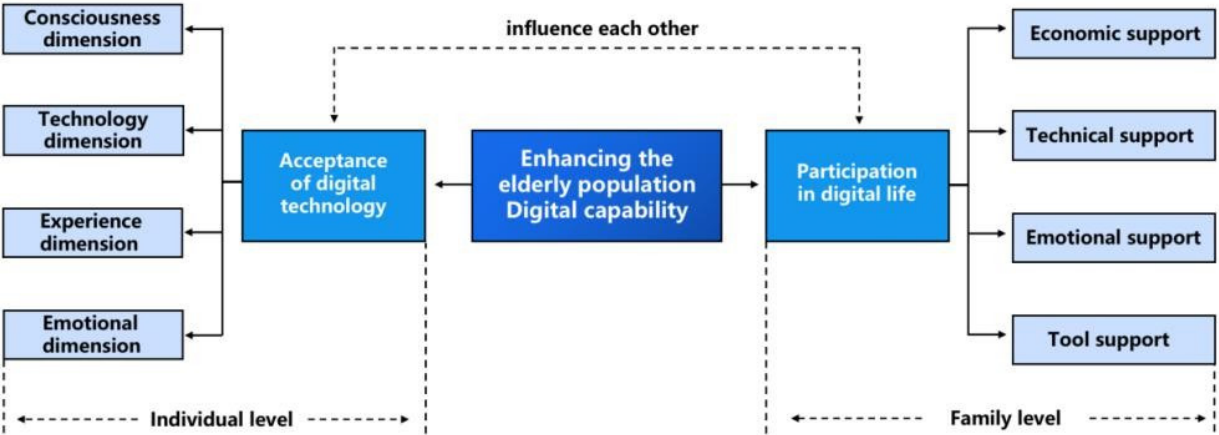 Consciousness
dimension
Technology
dimension
Experience
dimension
Emotional
dimension
influence each other
Acceptance
of digital
technology
Enhancing the
elderly population
Digital capability
Participation
in digital life
Economic support
Technical support
Emotional support
Tool support
Individual level
Family level